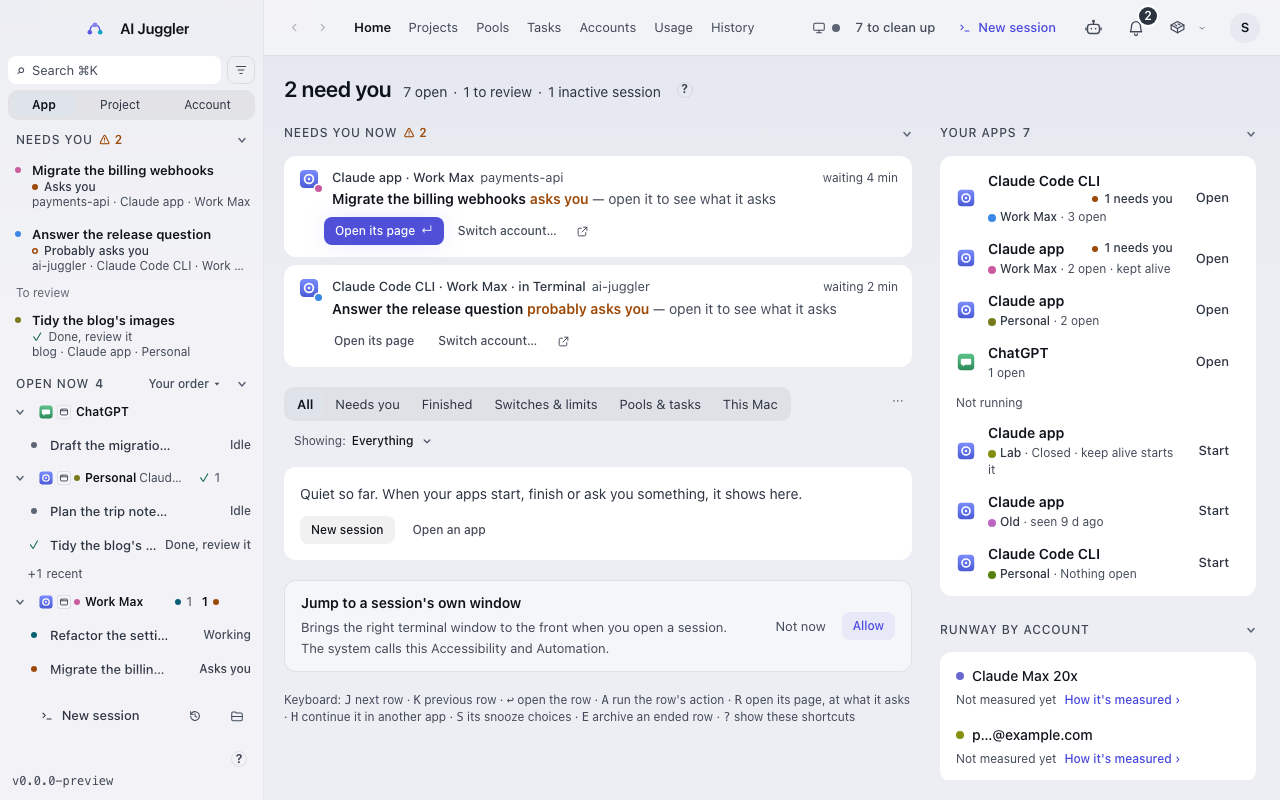 AI Juggler
Search ⌘K
App Project Account
NEEDS YOU 2
Migrate the billing webhooks
Asks you
payments-api · Claude app · Work Max
Answer the release question
Probably asks you
ai-juggler · Claude Code CLI · Work ...
To review
Tidy the blog's images
Done, review it
blog · Claude app · Personal
OPEN NOW 4 Your order
ChatGPT
Draft the migratio... Idle
Personal Claud... 1
Plan the trip note... Idle
Tidy the blog's ... Done, review it
+1 recent
Work Max 1 1
Refactor the setti... Working
Migrate the billin... Asks you
New session
?
v0.0.0-preview
Home Projects Pools Tasks Accounts Usage History
7 to clean up New session 2 S
2 need you 7 open · 1 to review · 1 inactive session ?
NEEDS YOU NOW 2
Claude app · Work Max payments-api waiting 4 min
Migrate the billing webhooks asks you — open it to see what it asks
Open its page ↵ Switch account...
Claude Code CLI · Work Max · in Terminal ai-juggler waiting 2 min
Answer the release question probably asks you — open it to see what it asks
Open its page Switch account...
All Needs you Finished Switches & limits Pools & tasks This Mac ...
Showing: Everything
Quiet so far. When your apps start, finish or ask you something, it shows here.
New session Open an app
Jump to a session's own window
Brings the right terminal window to the front when you open a session.
The system calls this Accessibility and Automation.
Not now Allow
Keyboard: J next row · K previous row · ↩ open the row · A run the row's action · R open its page, at what it asks
· H continue it in another app · S its snooze choices · E archive an ended row · ? show these shortcuts
YOUR APPS 7
Claude Code CLI
1 needs you
Work Max · 3 open
Open
Claude app 1 needs you
Work Max · 2 open · kept alive
Open
Claude app
Personal · 2 open
Open
ChatGPT
1 open
Open
Not running
Claude app
Lab · Closed · keep alive starts
it
Start
Claude app
Old · seen 9 d ago
Start
Claude Code CLI
Personal · Nothing open
Start
RUNWAY BY ACCOUNT
Claude Max 20x
Not measured yet How it's measured ›
p...@example.com
Not measured yet How it's measured ›